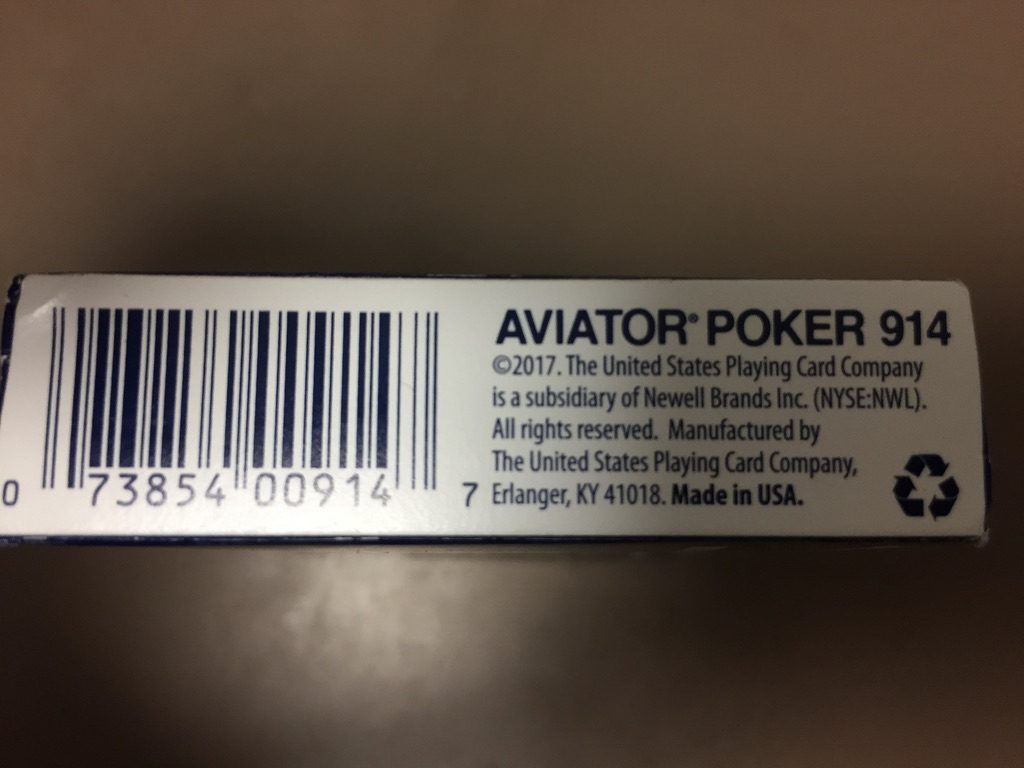 AVIATOR® POKER 914
©2017. The United States Playing Card Company
is a subsidiary of Newell Brands Inc. (NYSE:NWL).
All rights reserved. Manufactured by
The United States Playing Card Company,
Erlanger, KY 41018. Made in USA.
0 73854 00914 7